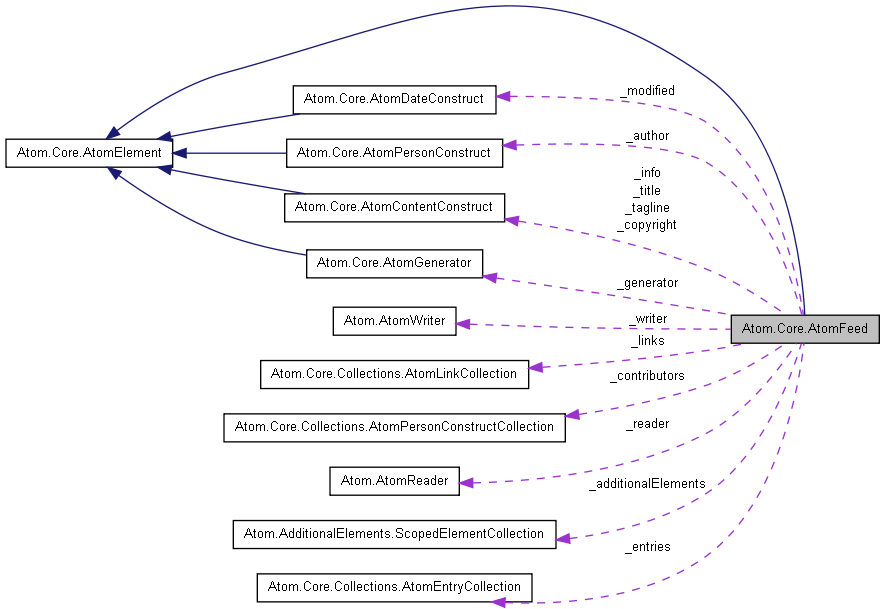 Atom.Core.AtomDateConstruct
_modified
_author
Atom.Core.AtomElement
Atom.Core.AtomPersonConstruct
_info
_title
_tagline
_copyright
Atom.Core.AtomContentConstruct
Atom.Core.AtomGenerator
_generator
Atom.AtomWriter
_writer
Atom.Core.AtomFeed
_links
Atom.Core.Collections.AtomLinkCollection
_contributors
Atom.Core.Collections.AtomPersonConstructCollection
_reader
Atom.AtomReader
_additionalElements
Atom.AdditionalElements.ScopedElementCollection
_entries
Atom.Core.Collections.AtomEntryCollection